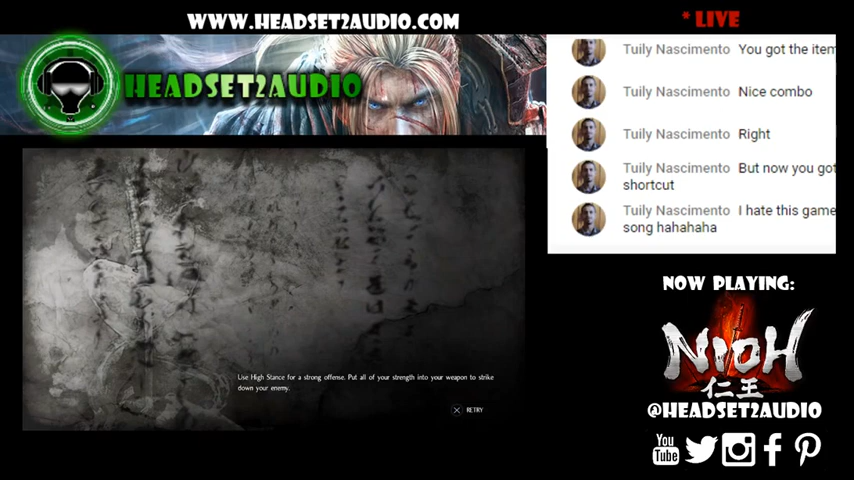 WWW.HEADSET2AUDIO.COM
* LIVE
HEADSET2AUDIO
Tuily Nascimento You got the item
Tuily Nascimento Nice combo
Tuily Nascimento Right
Tuily Nascimento But now you got
shortcut
Tuily Nascimento I hate this game
song hahahaha
Use High Stance for a strong offense. Put all of your strength into your weapon to strike
down your enemy.
RETRY
NOW PLAYING:
NIOH
仁王
@HEADSET2AUDIO
You
Tube